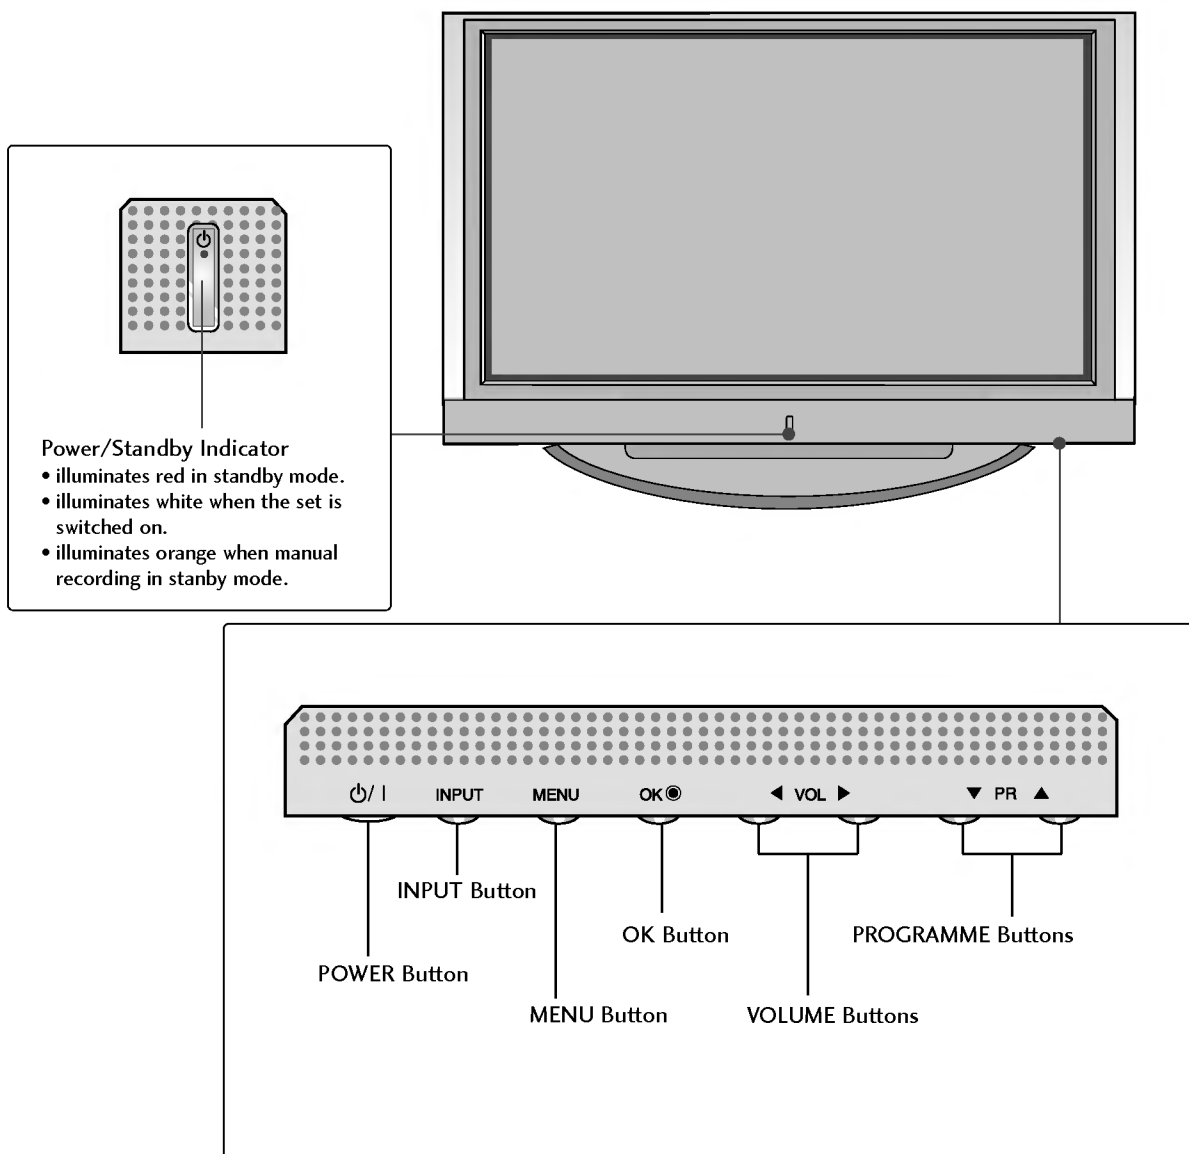 Power/Standby Indicator
• illuminates red in standby mode.
• illuminates white when the set is
switched on.
• illuminates orange when manual
recording in stanby mode.
⏻/ I INPUT MENU OK◉ ◀ VOL ▶ ▼ PR ▲
INPUT Button
OK Button
PROGRAMME Buttons
POWER Button
MENU Button
VOLUME Buttons